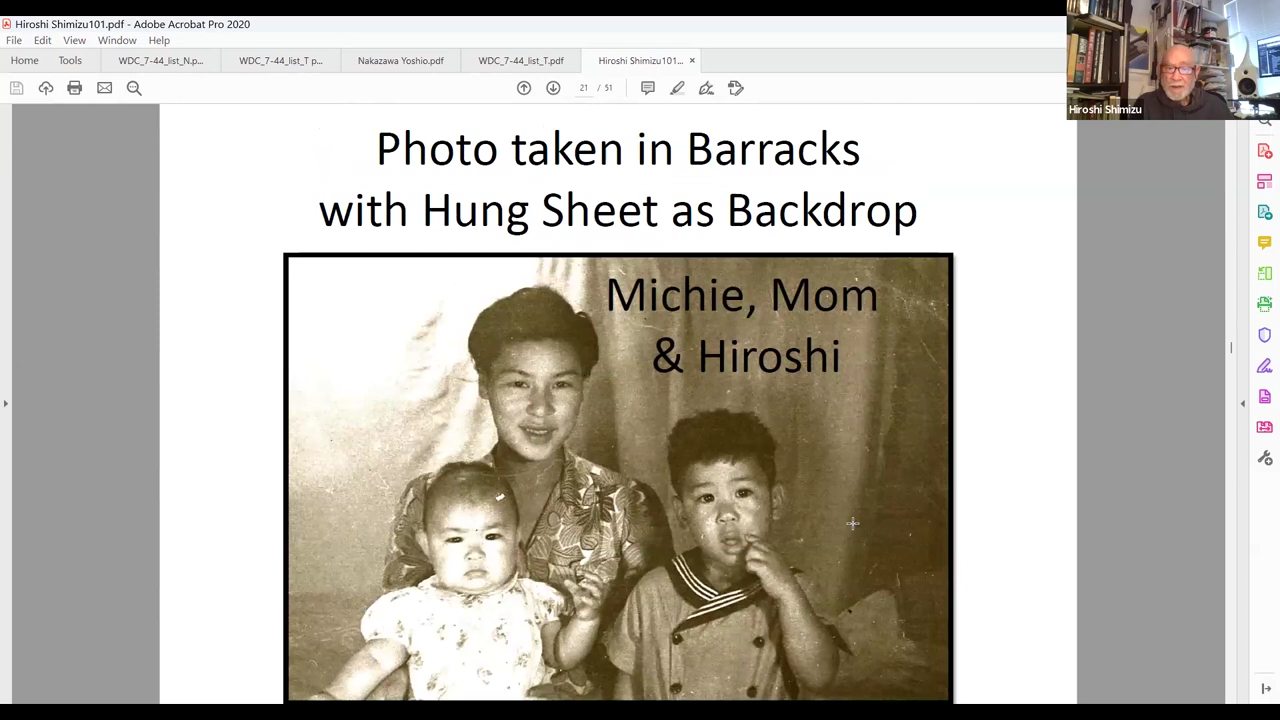 Hiroshi Shimizu101.pdf - Adobe Acrobat Pro 2020
File Edit View Window Help
Home Tools WDC_7-44_list_N.p... WDC_7-44_list_T p... Nakazawa Yoshio.pdf WDC_7-44_list_T.pdf Hiroshi Shimizu101... ×
21 / 51
Hiroshi Shimizu
Photo taken in Barracks
with Hung Sheet as Backdrop
Michie, Mom
& Hiroshi